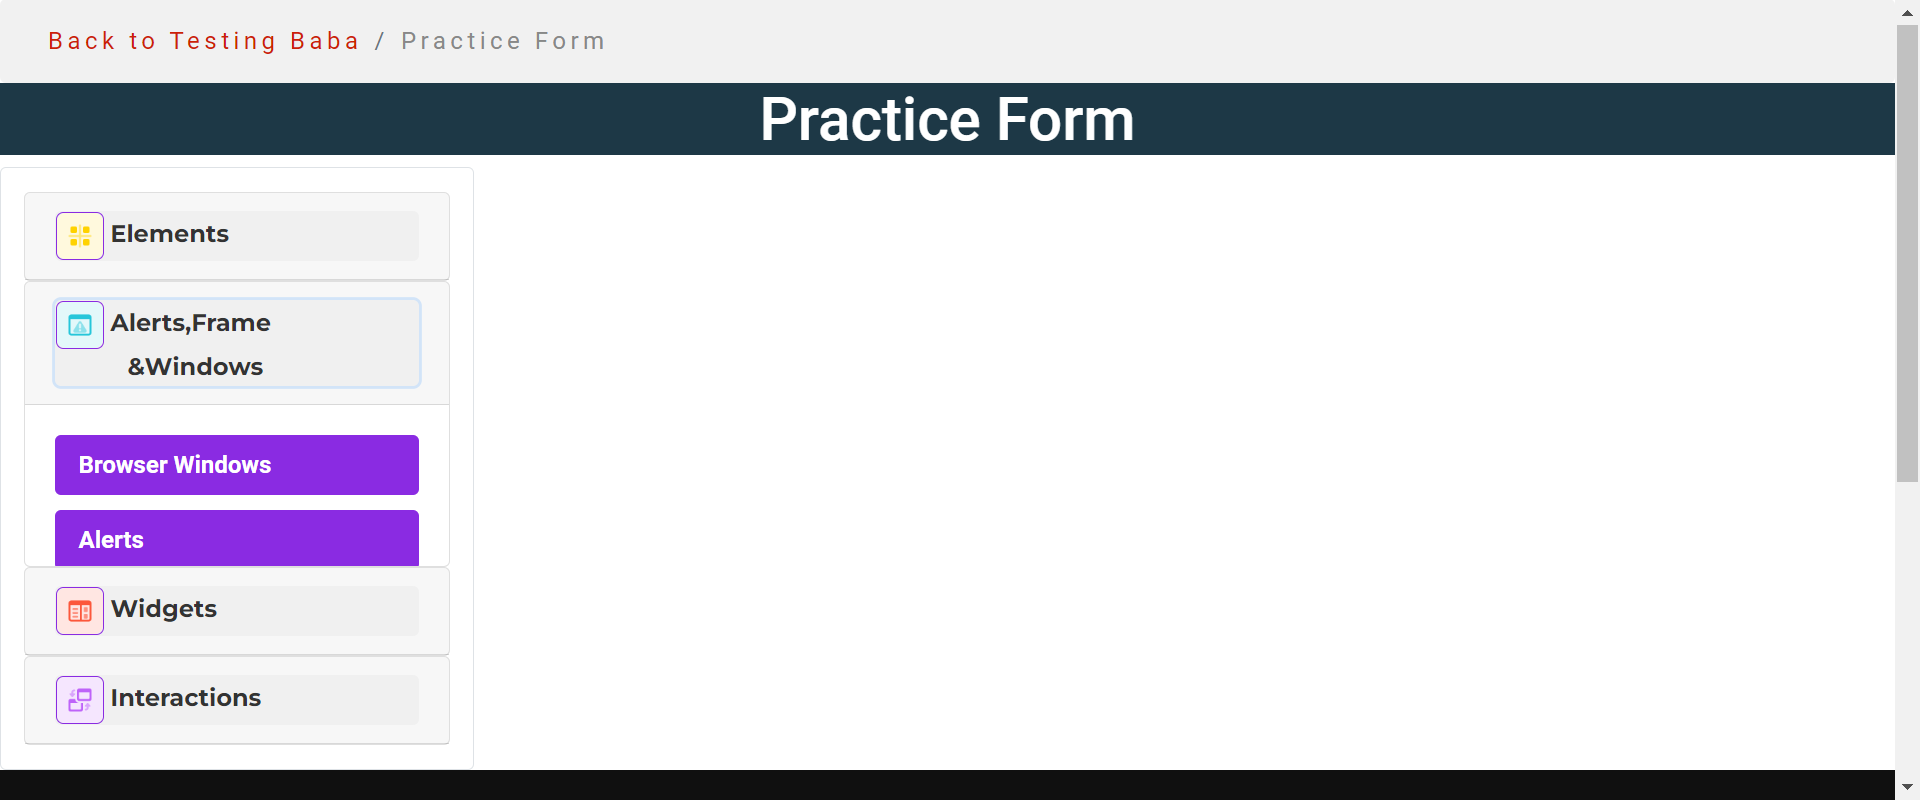 Back to Testing Baba / Practice Form
Practice Form
Elements
Alerts,Frame
&Windows
Browser Windows
Alerts
Widgets
Interactions